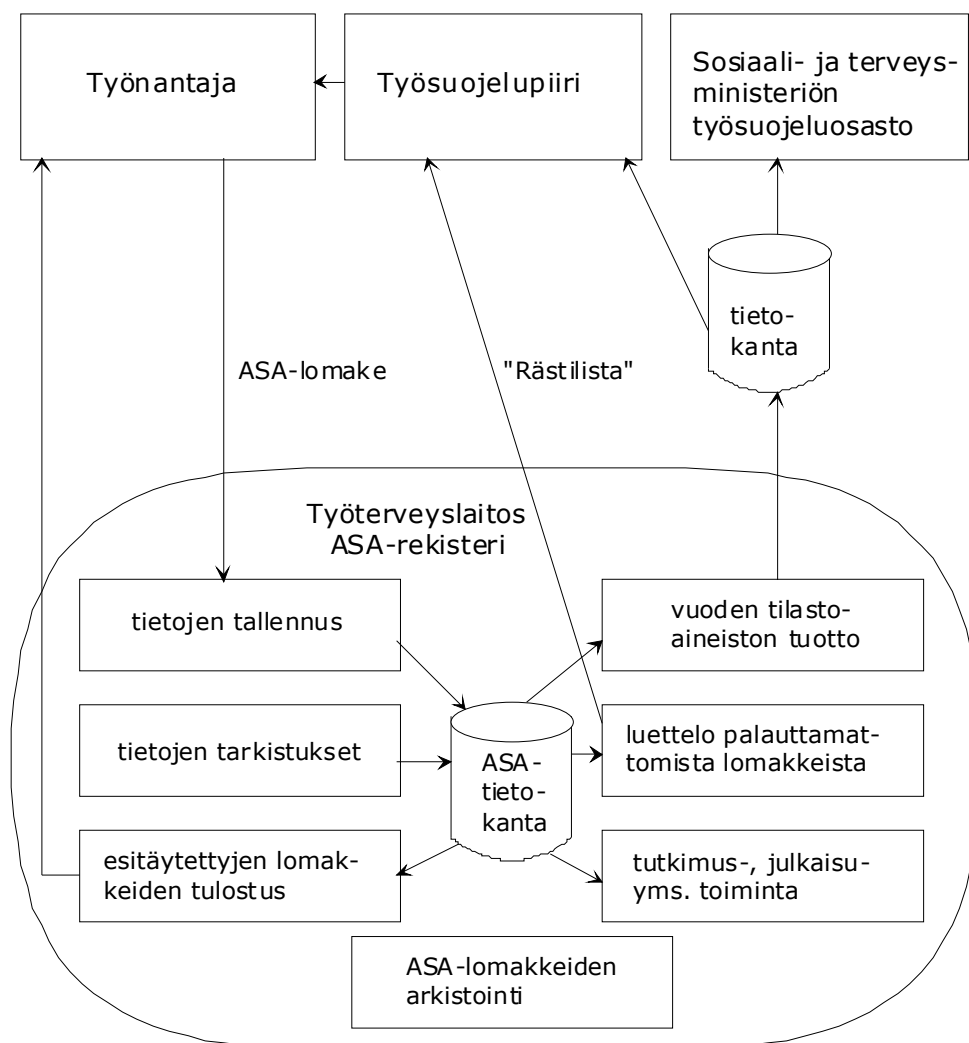 Työnantaja
Työsuojelupiiri
Sosiaali- ja terveys-
ministeriön
työsuojeluosasto
tieto-
kanta
ASA-lomake
"Rästilista"
Työterveyslaitos
ASA-rekisteri
tietojen tallennus
vuoden tilasto-
aineiston tuotto
tietojen tarkistukset
ASA-
tieto-
kanta
luettelo palauttamat-
tomista lomakkeista
esitäytettyjen lomak-
keiden tulostus
tutkimus-, julkaisu-
yms. toiminta
ASA-lomakkeiden
arkistointi